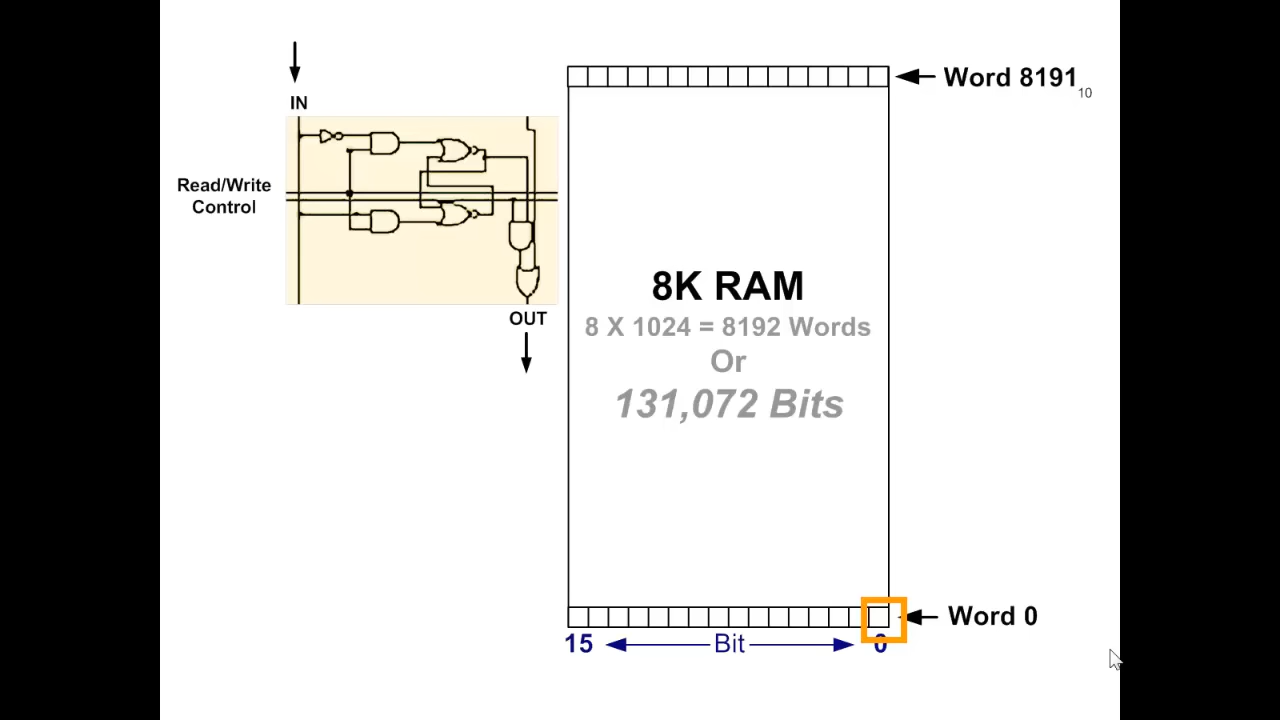 IN
Read/Write
Control
OUT
Word 8191
10
8K RAM
8 X 1024 = 8192 Words
Or
131,072 Bits
Word 0
15 Bit 0